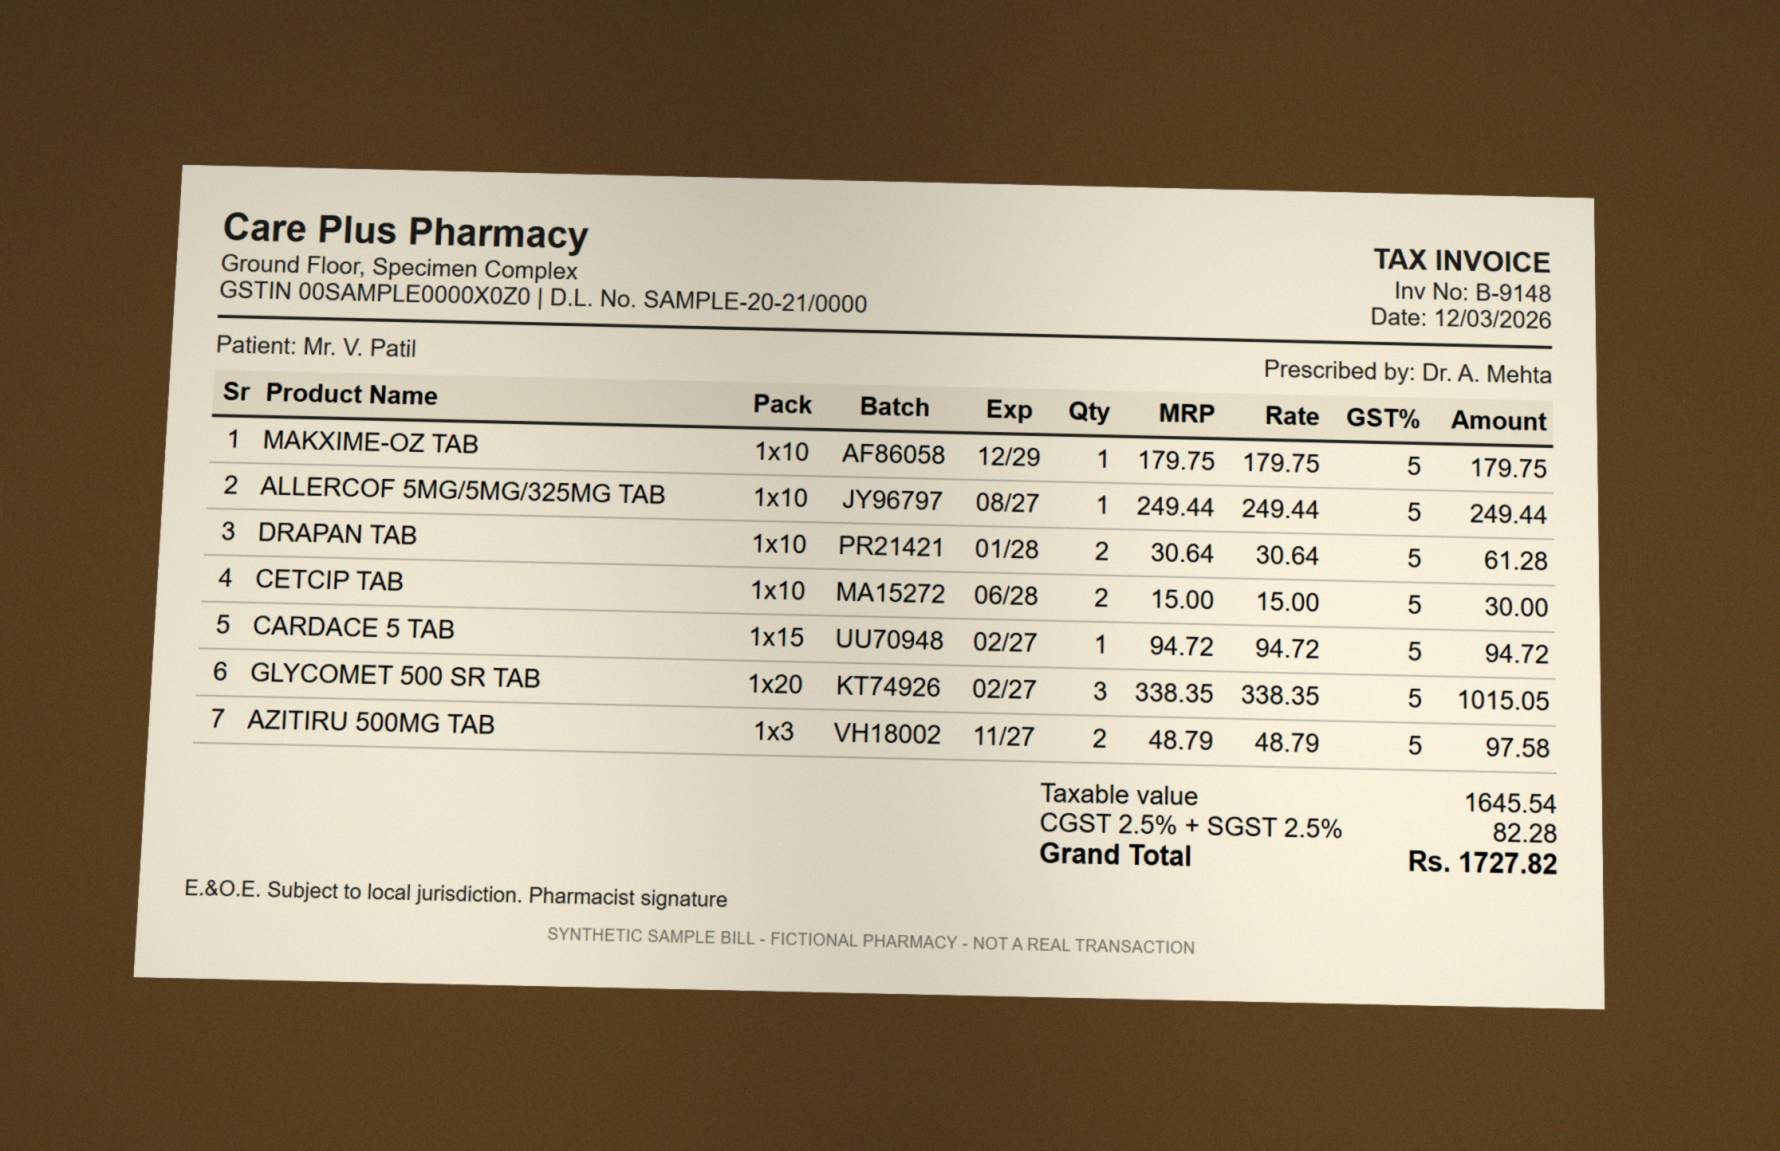 Care Plus Pharmacy
Ground Floor, Specimen Complex
GSTIN 00SAMPLE0000X0Z0 | D.L. No. SAMPLE-20-21/0000
TAX INVOICE
Inv No: B-9148
Date: 12/03/2026
Patient: Mr. V. Patil
Prescribed by: Dr. A. Mehta
Sr Product Name Pack Batch Exp Qty MRP Rate GST% Amount
1 MAKXIME-OZ TAB 1x10 AF86058 12/29 1 179.75 179.75 5 179.75
2 ALLERCOF 5MG/5MG/325MG TAB 1x10 JY96797 08/27 1 249.44 249.44 5 249.44
3 DRAPAN TAB 1x10 PR21421 01/28 2 30.64 30.64 5 61.28
4 CETCIP TAB 1x10 MA15272 06/28 2 15.00 15.00 5 30.00
5 CARDACE 5 TAB 1x15 UU70948 02/27 1 94.72 94.72 5 94.72
6 GLYCOMET 500 SR TAB 1x20 KT74926 02/27 3 338.35 338.35 5 1015.05
7 AZITIRU 500MG TAB 1x3 VH18002 11/27 2 48.79 48.79 5 97.58
Taxable value 1645.54
CGST 2.5% + SGST 2.5% 82.28
Grand Total Rs. 1727.82
E.&O.E. Subject to local jurisdiction. Pharmacist signature
SYNTHETIC SAMPLE BILL - FICTIONAL PHARMACY - NOT A REAL TRANSACTION